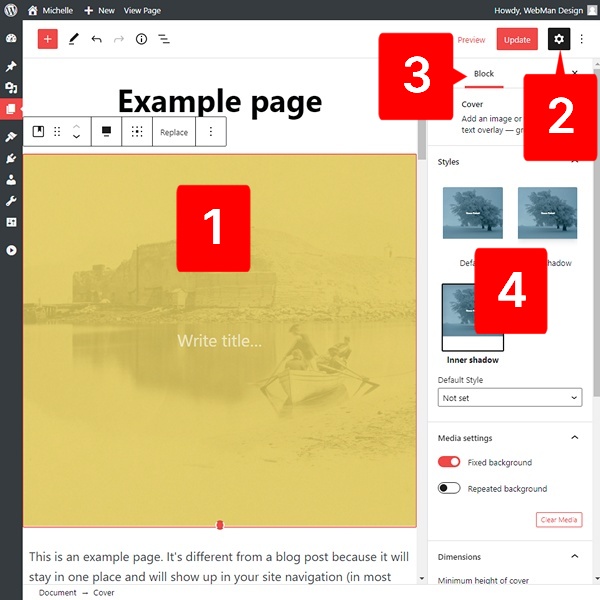 Michelle
New
View Page
Howdy, WebMan Design
Preview
Update
3
2
Block
Example page
Cover
Add an image or
text overlay —
Replace
1
Styles
shadow
4
Inner shadow
Write title...
Default Style
Not set
Media settings
Fixed background
Repeated background
Clear Media
This is an example page. It's different from a blog post because it will
stay in one place and will show up in your site navigation (in most
Dimensions
Minimum height of cover
Document → Cover